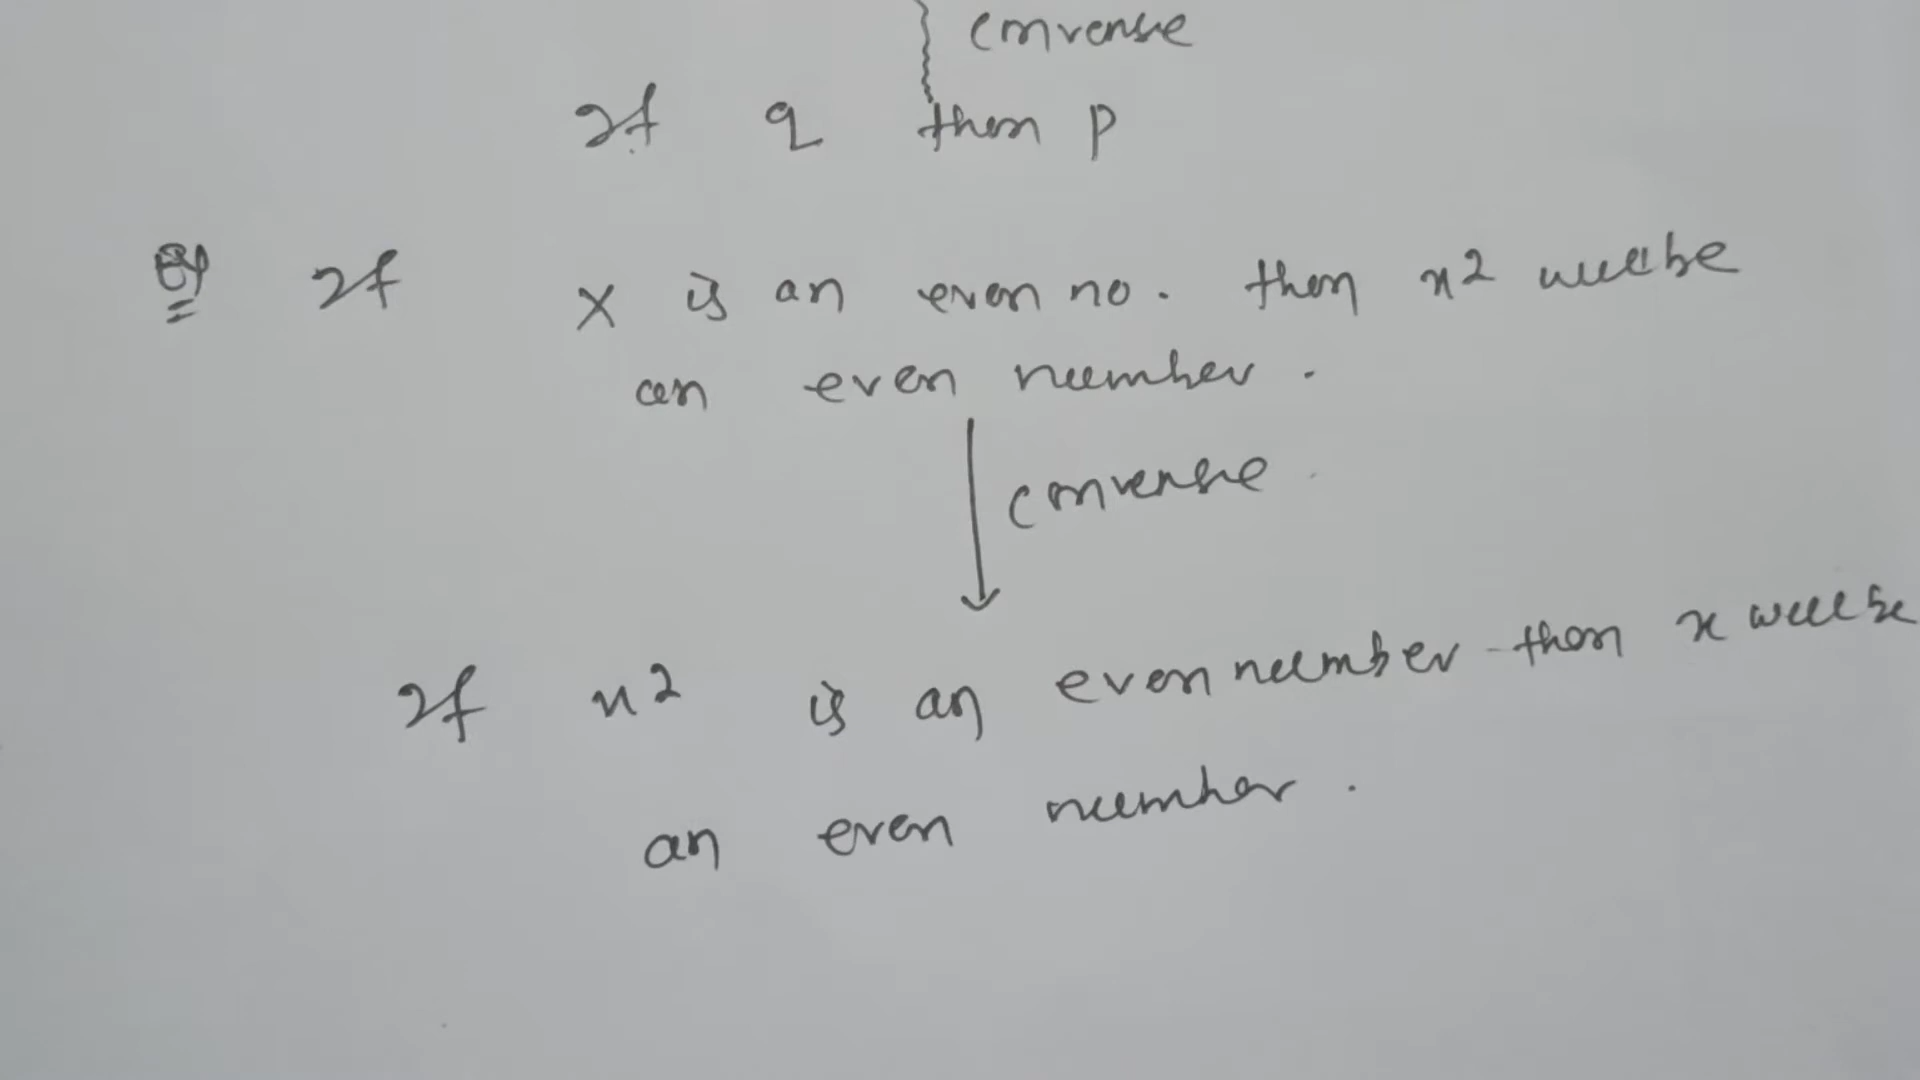 converse
If q then p
Eg If x is an even no. then x2 will be
an even number.
converse
If x2 is an even number then x will be
an even number.